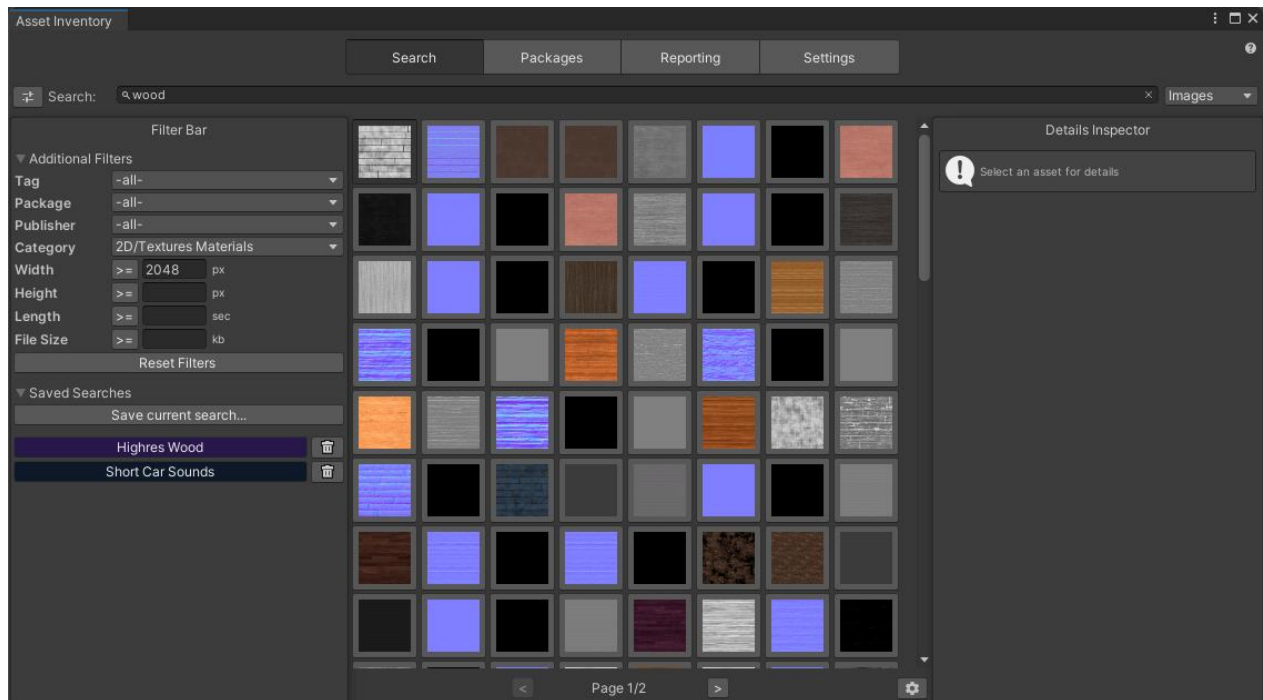 Asset Inventory
Search Packages Reporting Settings
Search: wood Images
Filter Bar
Additional Filters
Tag -all-
Package -all-
Publisher -all-
Category 2D/Textures Materials
Width >= 2048 px
Height >= px
Length >= sec
File Size >= kb
Reset Filters
Saved Searches
Save current search...
Highres Wood
Short Car Sounds
Page 1/2
Details Inspector
Select an asset for details